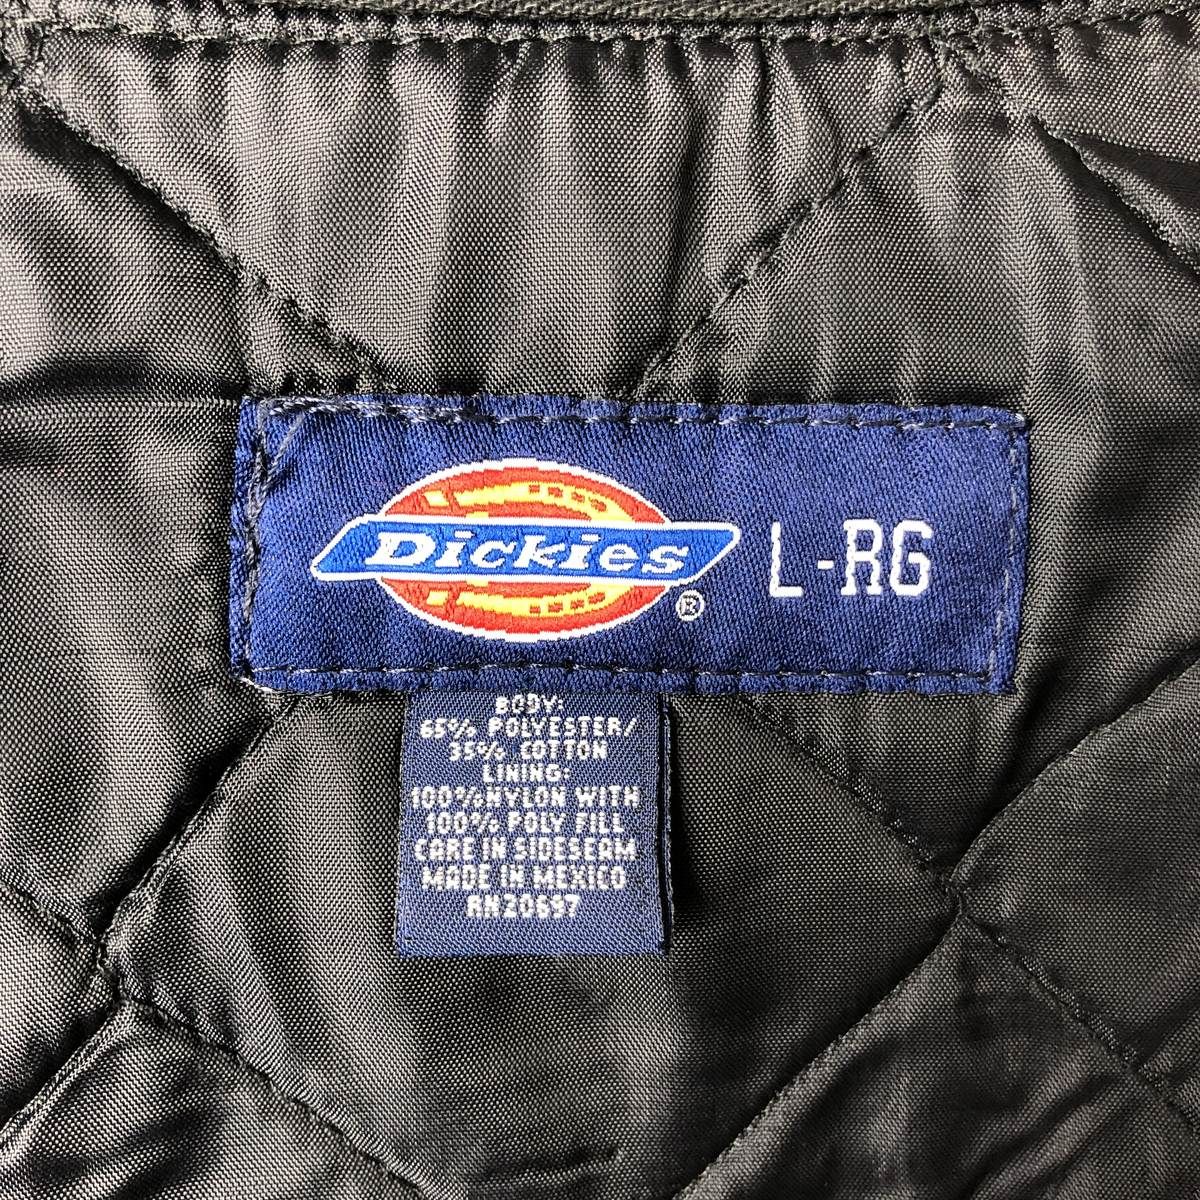 Dickies ® L-RG
BODY:
65% POLYESTER/
35% COTTON
LINING:
100% NYLON WITH
100% POLY FILL
CARE IN SIDESEAM
MADE IN MEXICO
RN20697